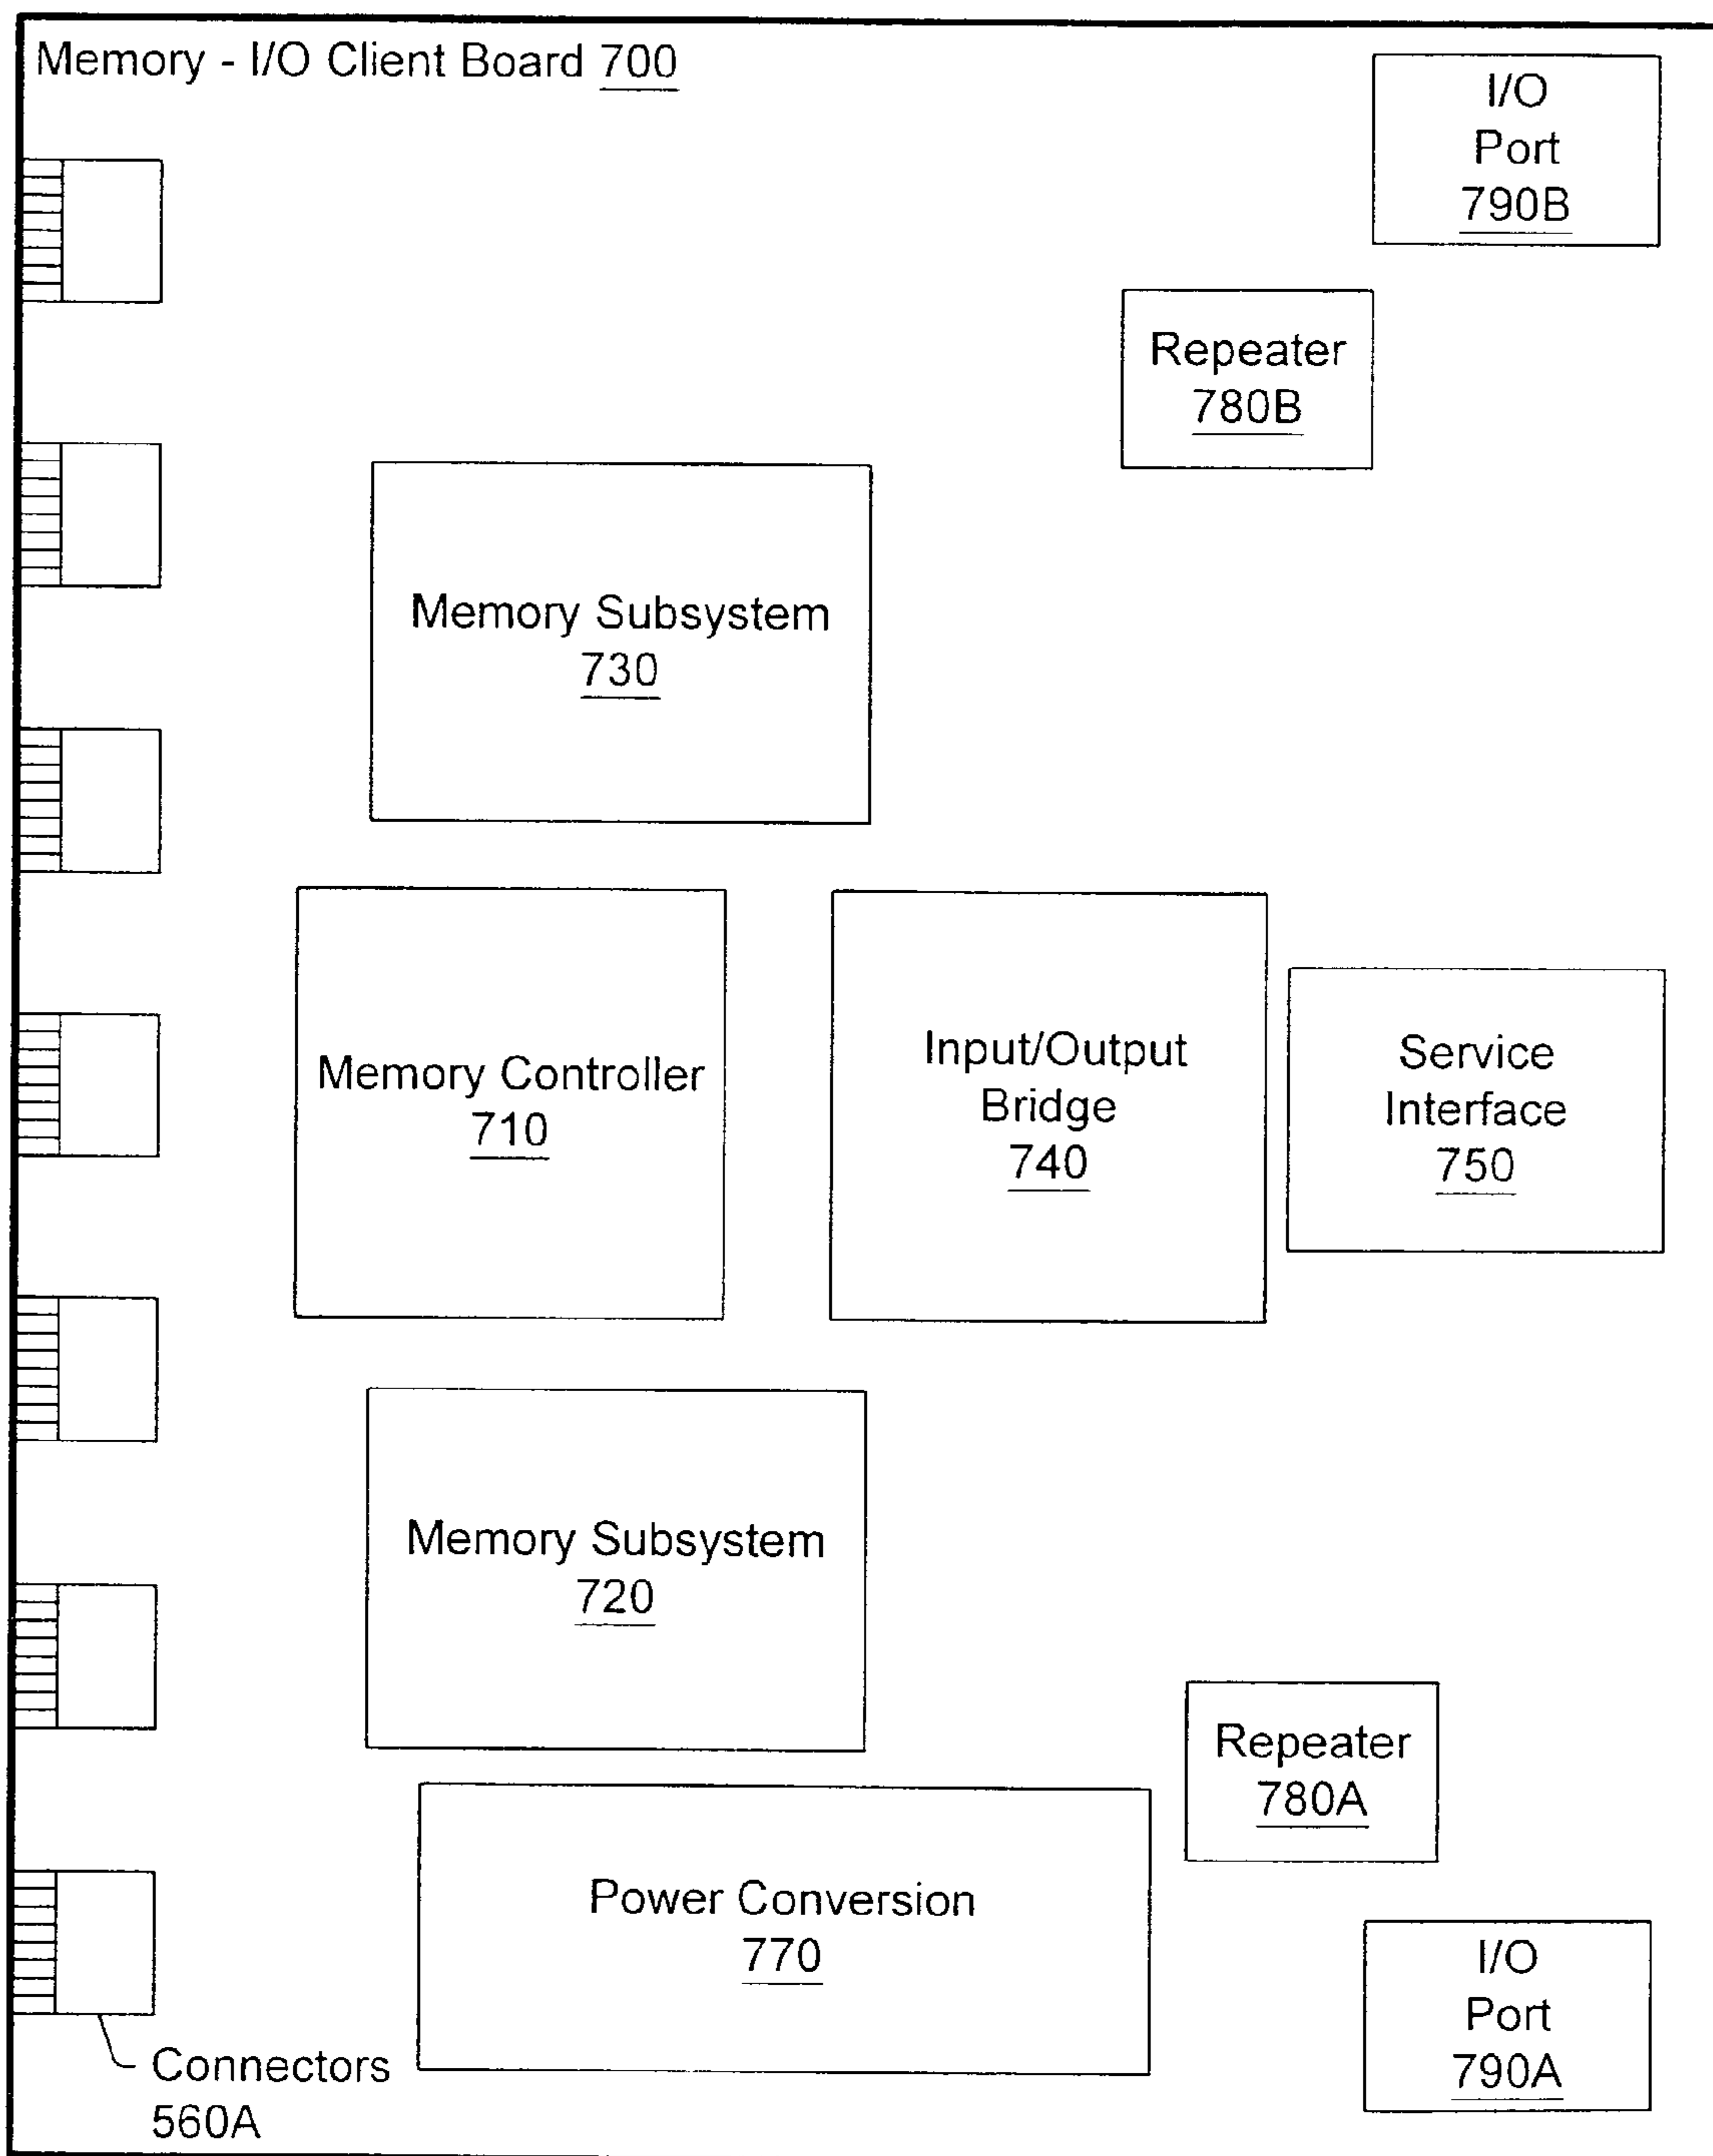 Memory - I/O Client Board 700
I/O
Port
790B
Repeater
780B
Memory Subsystem
730
Memory Controller
710
Input/Output
Bridge
740
Service
Interface
750
Memory Subsystem
720
Repeater
780A
Power Conversion
770
I/O
Port
790A
Connectors
560A